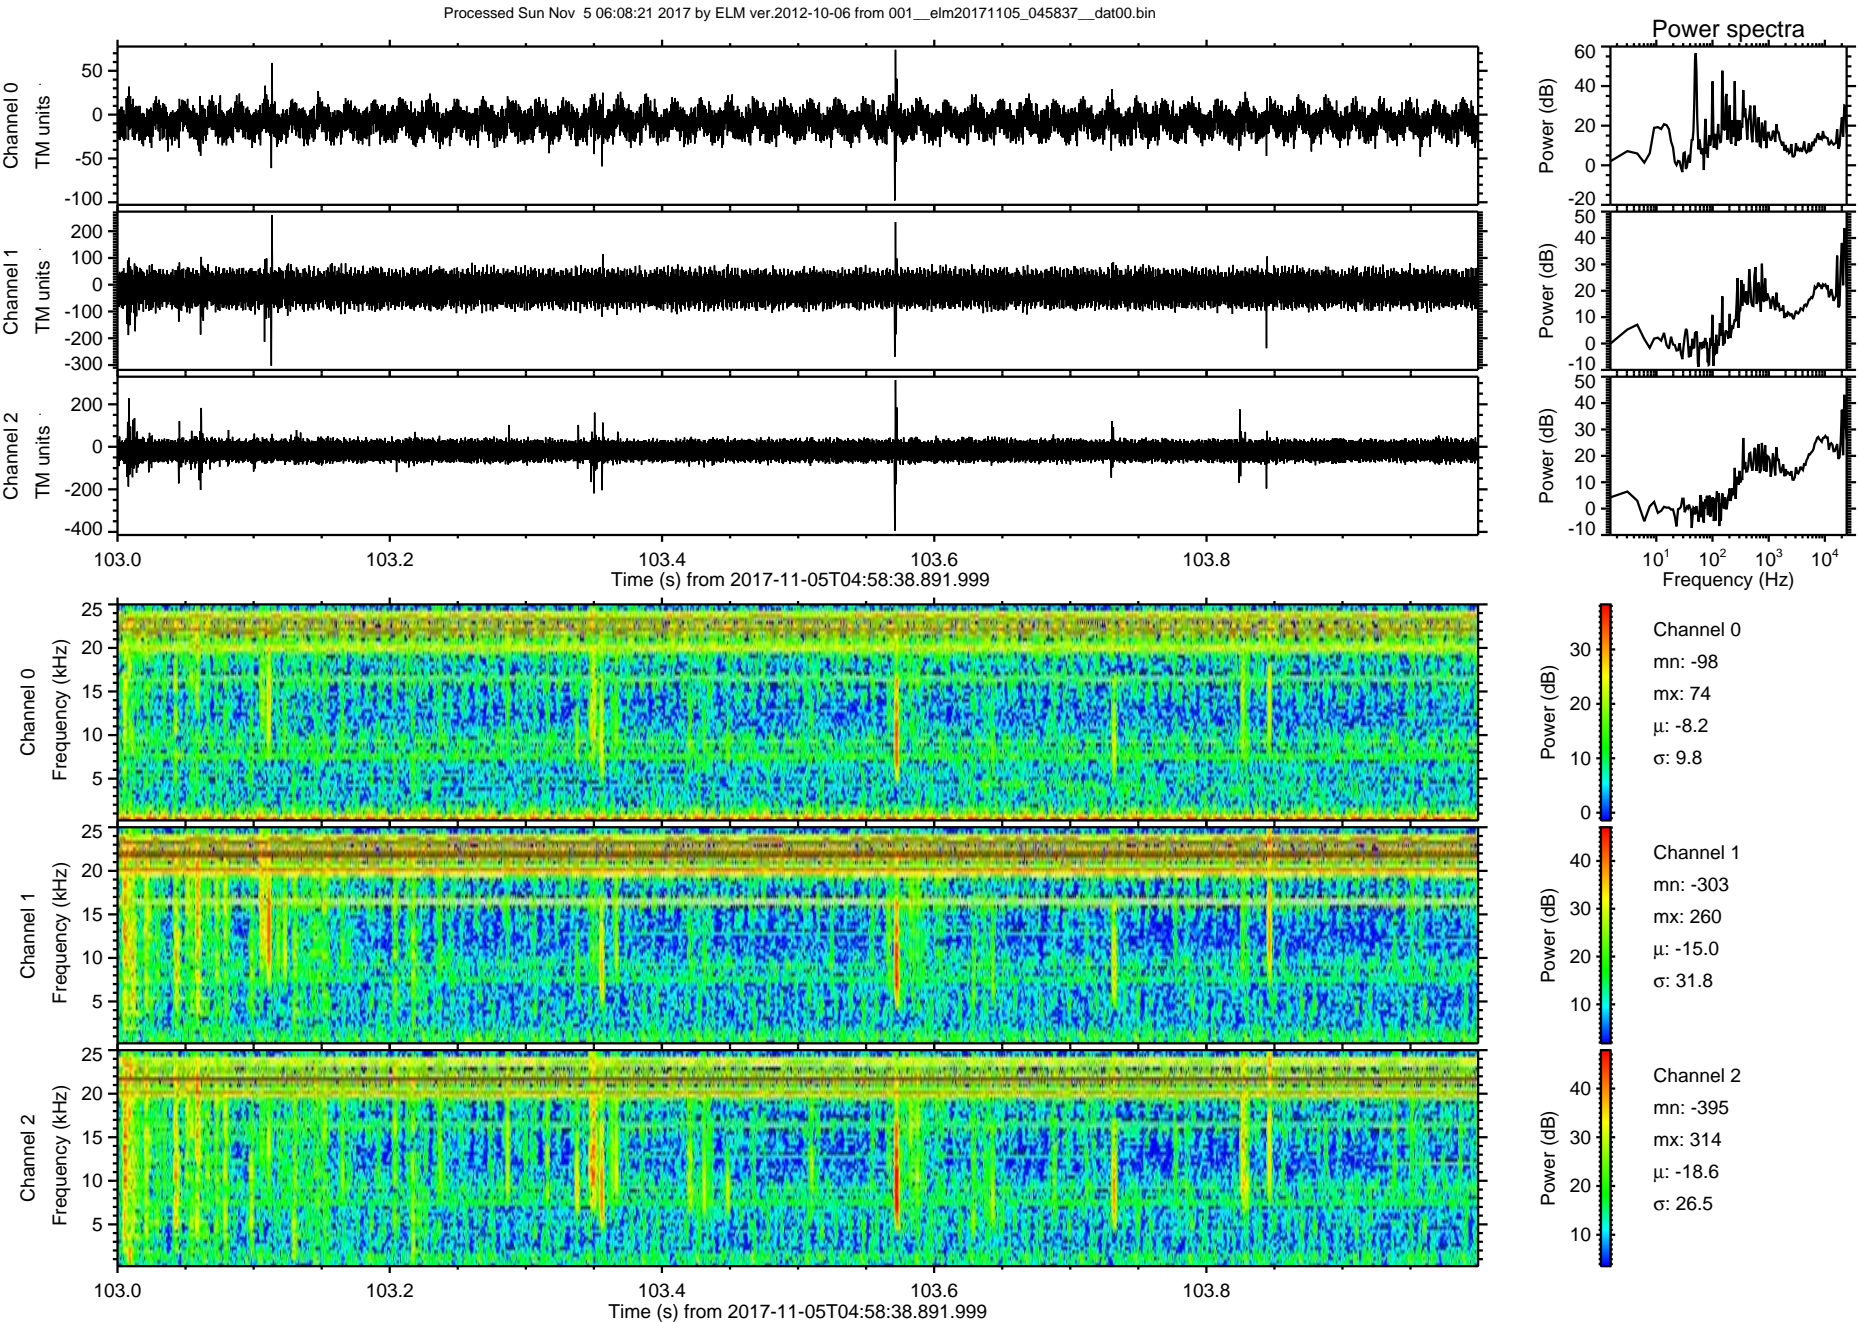 Processed Sun Nov  5 06:08:21 2017 by ELM ver.2012-10-06 from 001__elm20171105_045837__dat00.bin
Power spectra
Channel 0
TM units
50
0
-50
-100
Power (dB)
60
40
20
0
-20
Channel 1
TM units
200
100
0
-100
-200
-300
Power (dB)
50
40
30
20
10
0
-10
Channel 2
TM units
200
0
-200
-400
Power (dB)
50
40
30
20
10
0
-10
103.0 103.2 103.4 103.6 103.8
Time (s) from 2017-11-05T04:58:38.891.999
10¹ 10² 10³ 10⁴
Frequency (Hz)
Channel 0
Frequency (kHz)
25
20
15
10
5
Power (dB)
30
20
10
0
Channel 0
mn: -98
mx: 74
μ: -8.2
σ: 9.8
Channel 1
Frequency (kHz)
25
20
15
10
5
Power (dB)
40
30
20
10
Channel 1
mn: -303
mx: 260
μ: -15.0
σ: 31.8
Channel 2
Frequency (kHz)
25
20
15
10
5
Power (dB)
40
30
20
10
Channel 2
mn: -395
mx: 314
μ: -18.6
σ: 26.5
103.0 103.2 103.4 103.6 103.8
Time (s) from 2017-11-05T04:58:38.891.999